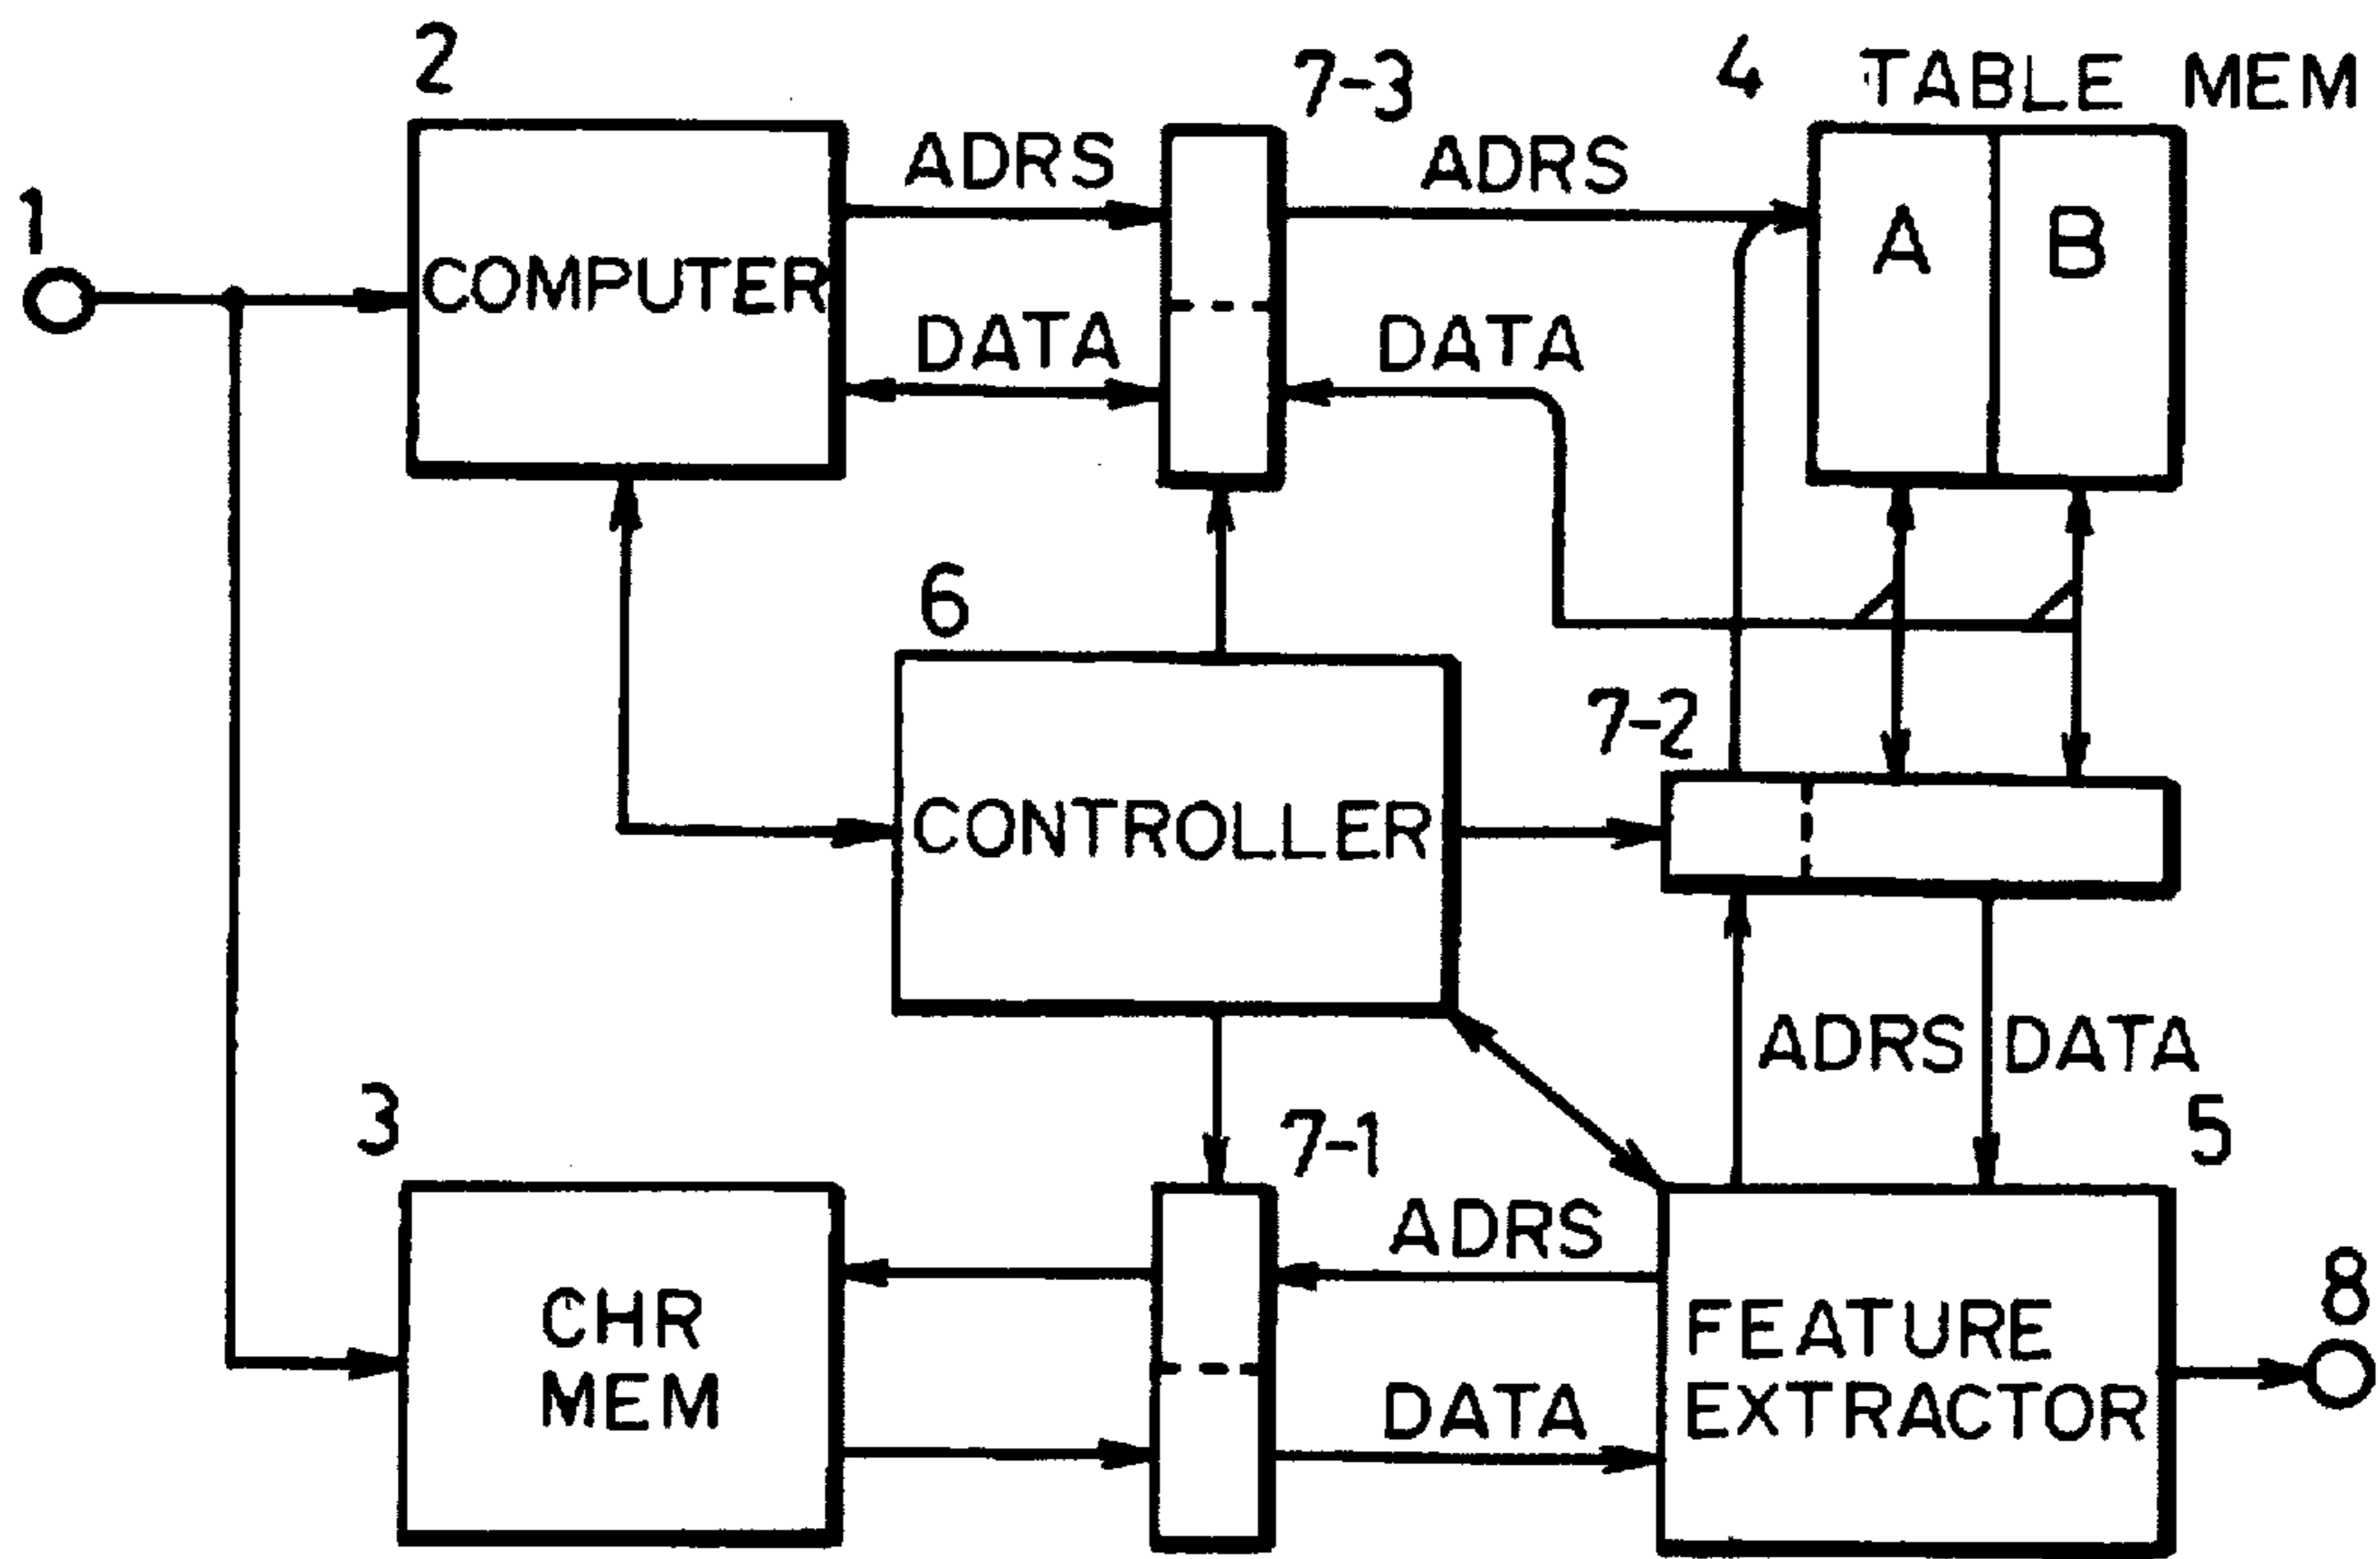 2
7-3
4 TABLE MEM
1
ADRS
ADRS
COMPUTER
A
B
DATA
DATA
6
7-2
CONTROLLER
ADRS
DATA
3
7-1
5
ADRS
8
CHR
MEM
FEATURE
EXTRACTOR
DATA